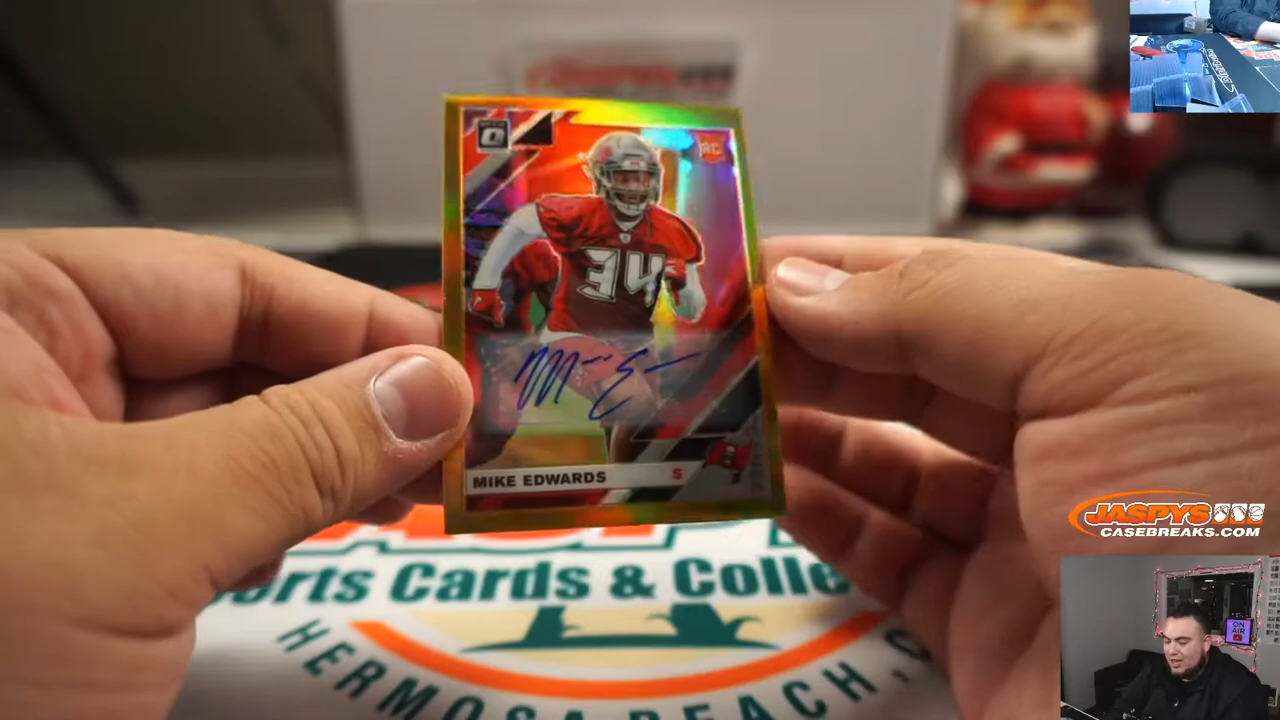 RC
34
MIKE EDWARDS S
JASPYS
CASEBREAKS.COM
ON
AIR
orts Cards & Colle
HERMOSA BEACH, C